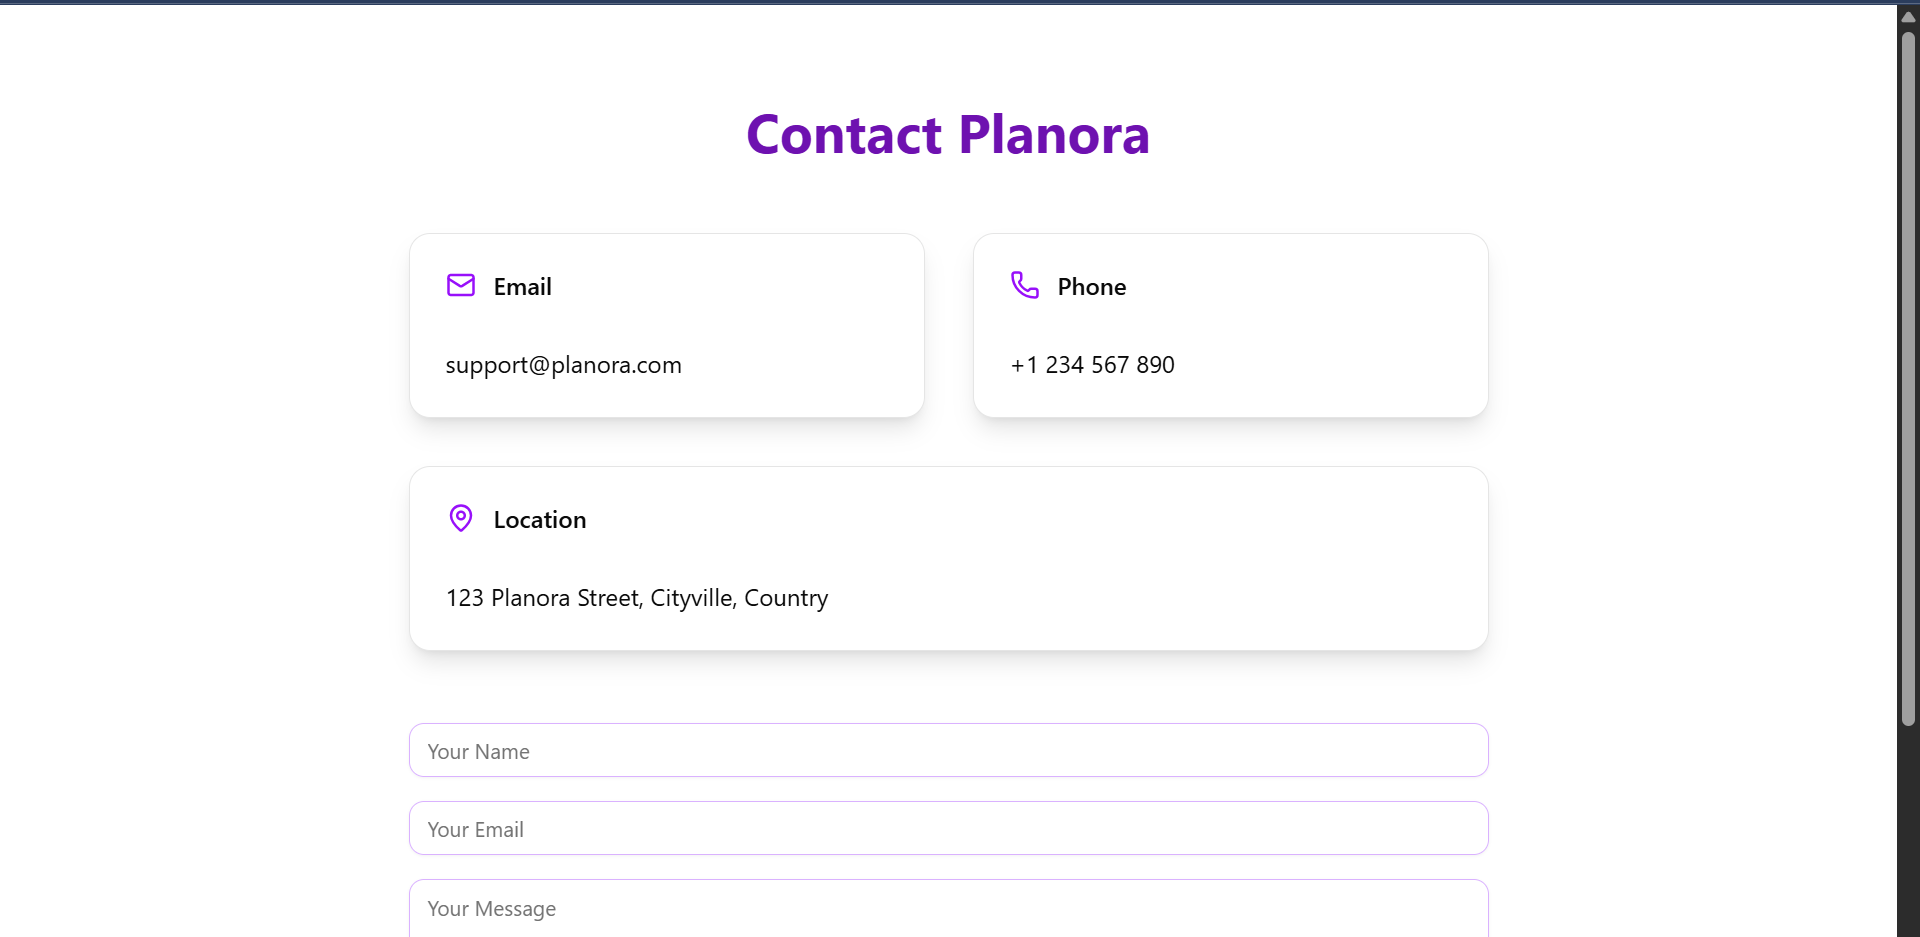 Contact Planora
Email
support@planora.com
Phone
+1 234 567 890
Location
123 Planora Street, Cityville, Country
Your Name
Your Email
Your Message